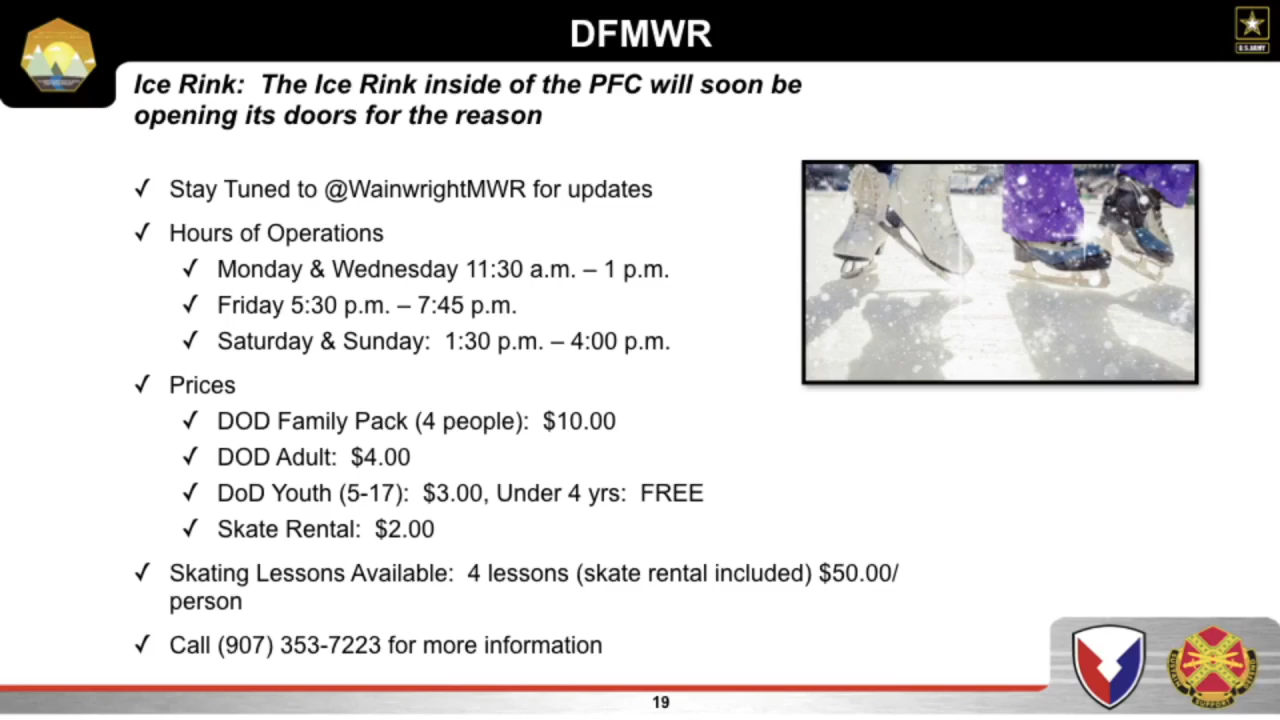 DFMWR
U.S.ARMY
Ice Rink: The Ice Rink inside of the PFC will soon be
opening its doors for the reason
✓ Stay Tuned to @WainwrightMWR for updates
✓ Hours of Operations
✓ Monday & Wednesday 11:30 a.m. – 1 p.m.
✓ Friday 5:30 p.m. – 7:45 p.m.
✓ Saturday & Sunday: 1:30 p.m. – 4:00 p.m.
✓ Prices
✓ DOD Family Pack (4 people): $10.00
✓ DOD Adult: $4.00
✓ DoD Youth (5-17): $3.00, Under 4 yrs: FREE
✓ Skate Rental: $2.00
✓ Skating Lessons Available: 4 lessons (skate rental included) $50.00/
person
✓ Call (907) 353-7223 for more information
SUPPORT
19